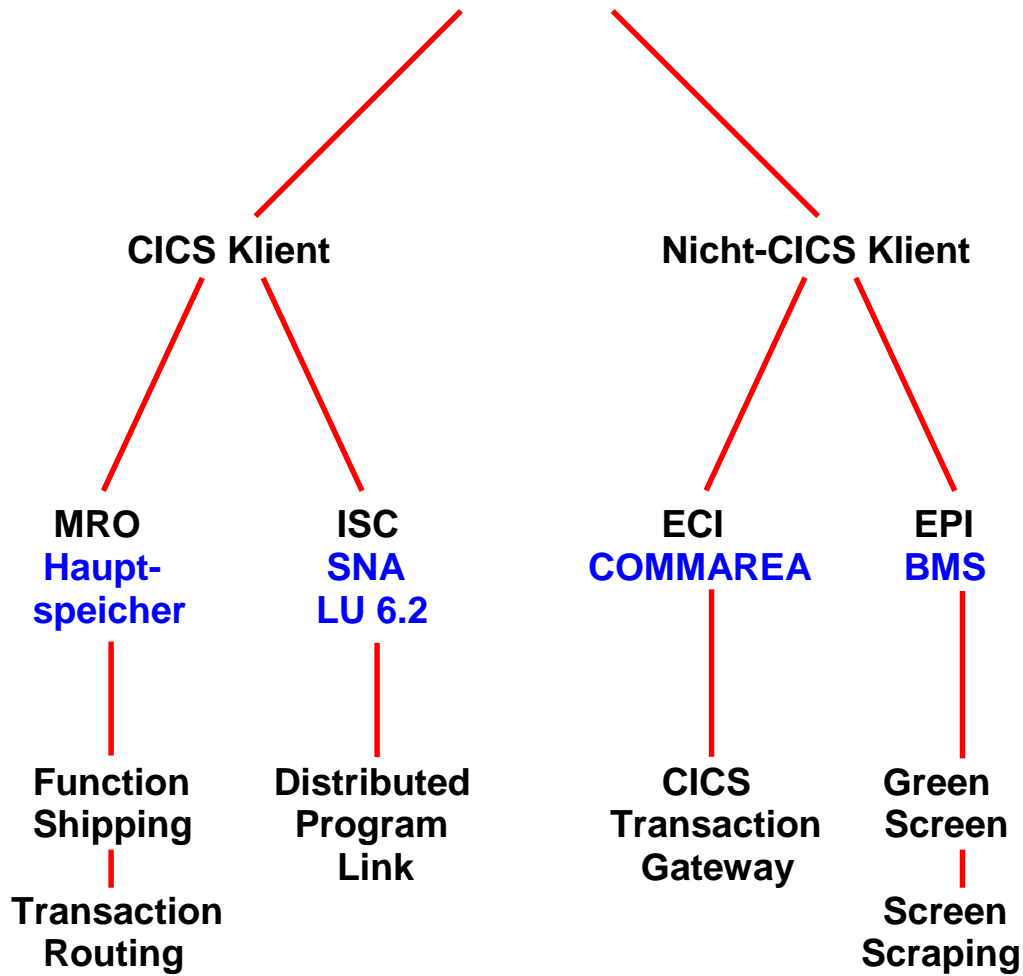 CICS Klient
Nicht-CICS Klient
MRO
Haupt-
speicher
ISC
SNA
LU 6.2
ECI
COMMAREA
EPI
BMS
Function
Shipping
Transaction
Routing
Distributed
Program
Link
CICS
Transaction
Gateway
Green
Screen
Screen
Scraping